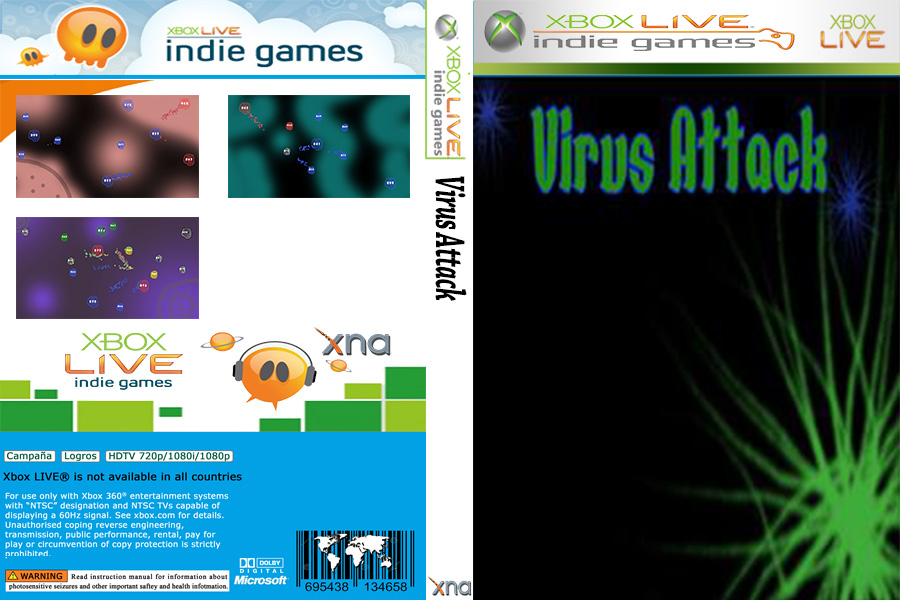 XBOX LIVE
indie games
XBOX LIVE
indie games
Virus Attack
xna
XBOX LIVE
indie games
XBOX
LIVE
Virus Attack
XBOX
LIVE
indie games
xna
Campaña Logros HDTV 720p/1080i/1080p
Xbox LIVE® is not available in all countries
For use only with Xbox 360® entertainment systems
with “NTSC” designation and NTSC TVs capable of
displaying a 60Hz signal. See xbox.com for details.
Unauthorised coping reverse engineering,
transmission, public performance, rental, pay for
play or circumvention of copy protection is strictly
prohibited.
WARNING Read instruction manual for information about
photosensitive seizures and other important saftey and health infotmation.
DOLBY
DIGITAL
Microsoft®
695438 134658